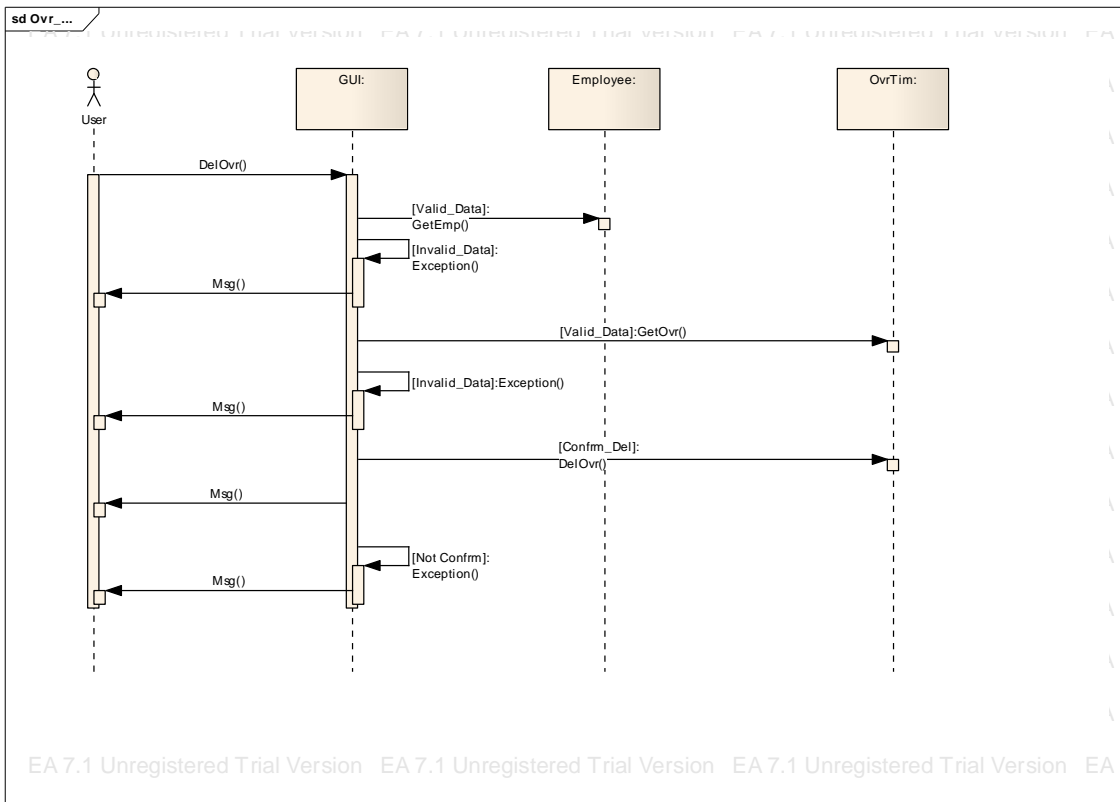 sd Ovr_...
EA 7.1 Unregistered Trial Version EA 7.1 Unregistered Trial Version EA 7.1 Unregistered Trial Version EA
User
GUI:
Employee:
OvrTim:
DelOvr()
[Valid_Data]:
GetEmp()
[Invalid_Data]:
Exception()
Msg()
[Valid_Data]:GetOvr()
[Invalid_Data]:Exception()
Msg()
[Confrm_Del]:
DelOvr()
Msg()
[Not Confrm]:
Exception()
Msg()
EA 7.1 Unregistered Trial Version EA 7.1 Unregistered Trial Version EA 7.1 Unregistered Trial Version EA